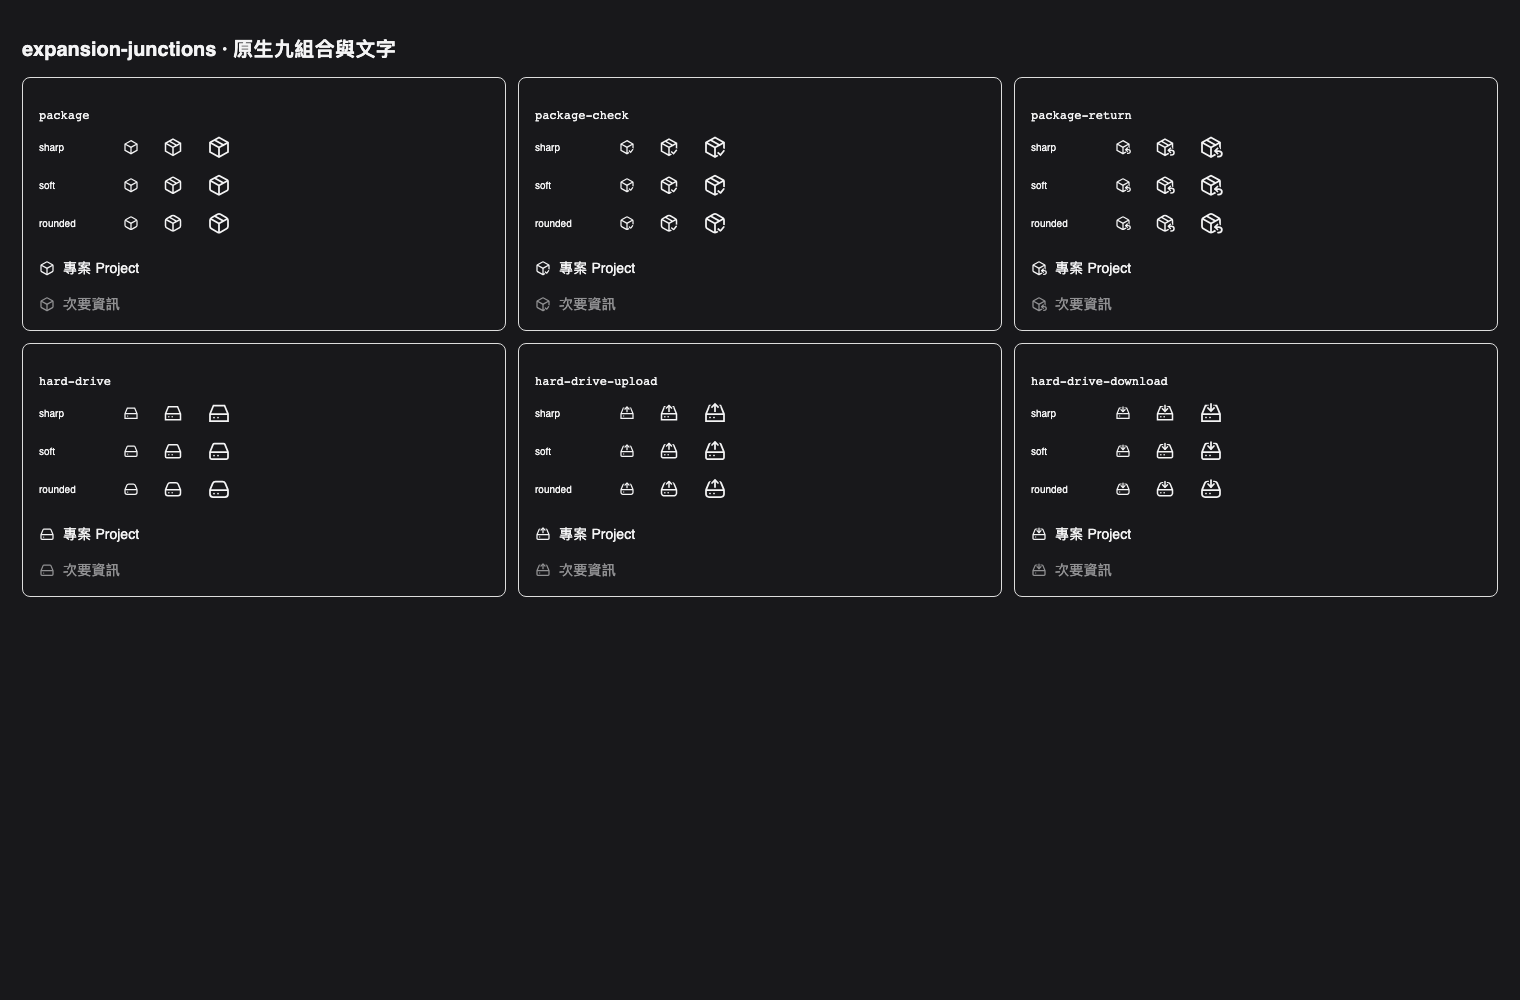 expansion-junctions · 原生九組合與文字
package
sharp
soft
rounded
專案 Project
次要資訊
package-check
sharp
soft
rounded
專案 Project
次要資訊
package-return
sharp
soft
rounded
專案 Project
次要資訊
hard-drive
sharp
soft
rounded
專案 Project
次要資訊
hard-drive-upload
sharp
soft
rounded
專案 Project
次要資訊
hard-drive-download
sharp
soft
rounded
專案 Project
次要資訊